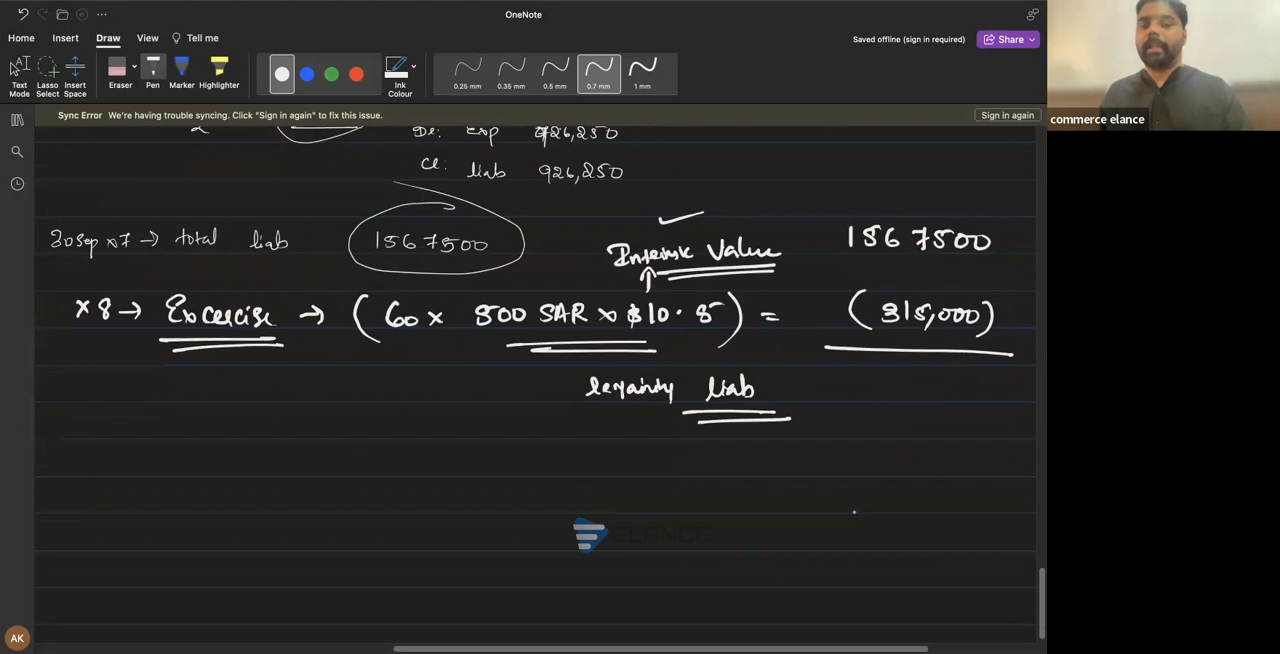 OneNote
Home Insert Draw View Tell me
Saved offline (sign in required) Share
Text Mode Lasso Select Insert Space Eraser Pen Marker Highlighter Ink Colour 0.25 mm 0.35 mm 0.5 mm 0.7 mm 1 mm
commerce elance
Sync Error We're having trouble syncing. Click "Sign in again" to fix this issue. Sign in again
De: exp 926,250
Cr: liab 926,250
30 Sep x7 → total liab 1567500
Intrinsic Value 1567500
x8 → Excercise → (60 x 500 SAR x $10.5) = (315,000)
liab
ELANCE
AK